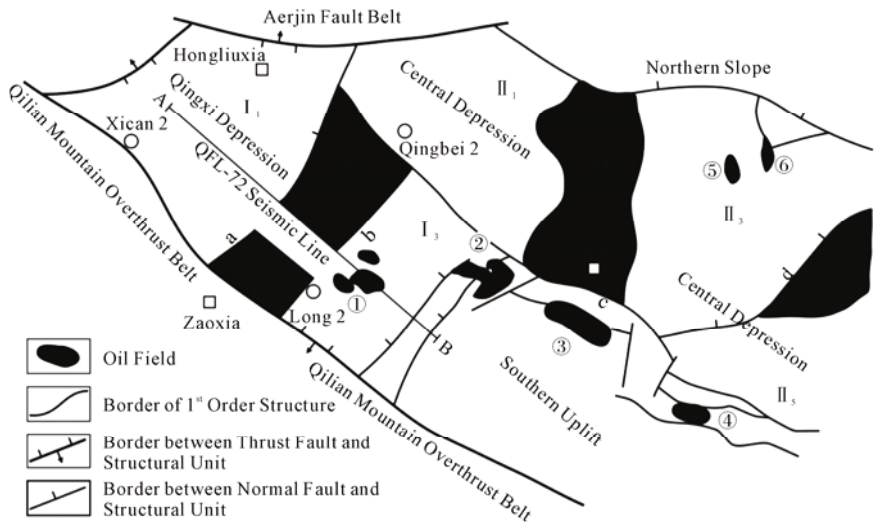 Aerjin Fault Belt
Hongliuxia
Northern Slope
Qilian Mountain Overthrust Belt
Xican 2
A
I₁
Qingxi Depression
QFL-72 Seismic Line
Central Depression
II₁
Qingbei 2
⑤
⑥
II₃
a
b
I₃
②
①
Zaoxia
Long 2
B
c
d
③
Central Depression
II₅
④
Southern Uplift
Qilian Mountain Overthrust Belt
Oil Field
Border of 1st Order Structure
Border between Thrust Fault and
Structural Unit
Border between Normal Fault and
Structural Unit